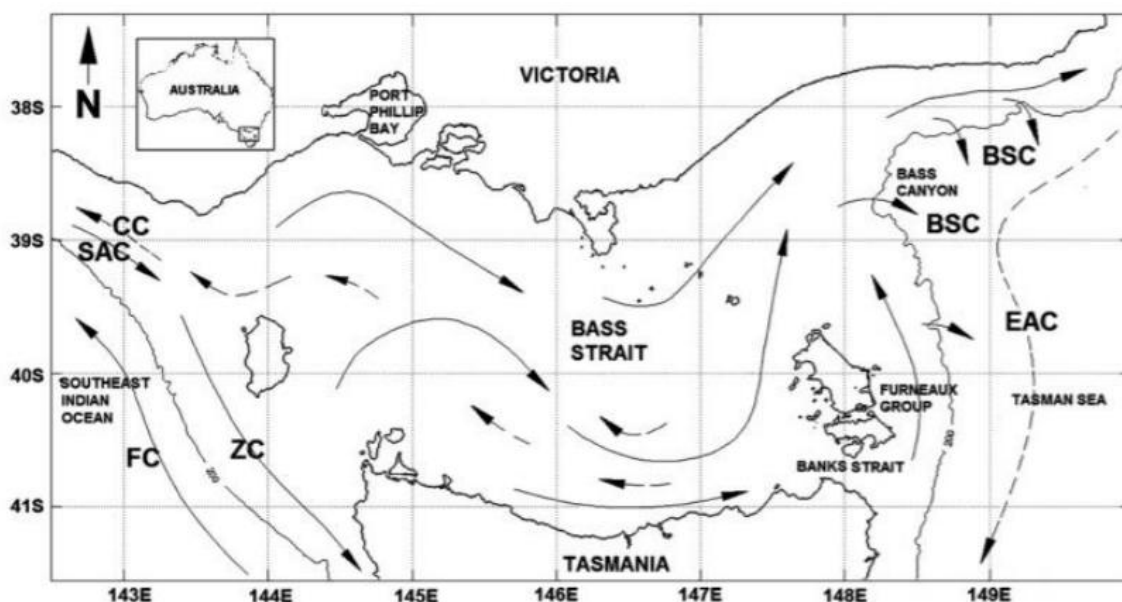 N
AUSTRALIA
VICTORIA
PORT
PHILLIP
BAY
38S
39S
40S
41S
CC
SAC
SOUTHEAST
INDIAN
OCEAN
FC
ZC
200
BASS
STRAIT
BASS
CANYON
BSC
BSC
EAC
FURNEAUX
GROUP
TASMAN SEA
BANKS STRAIT
200
TASMANIA
143E
144E
145E
146E
147E
148E
149E